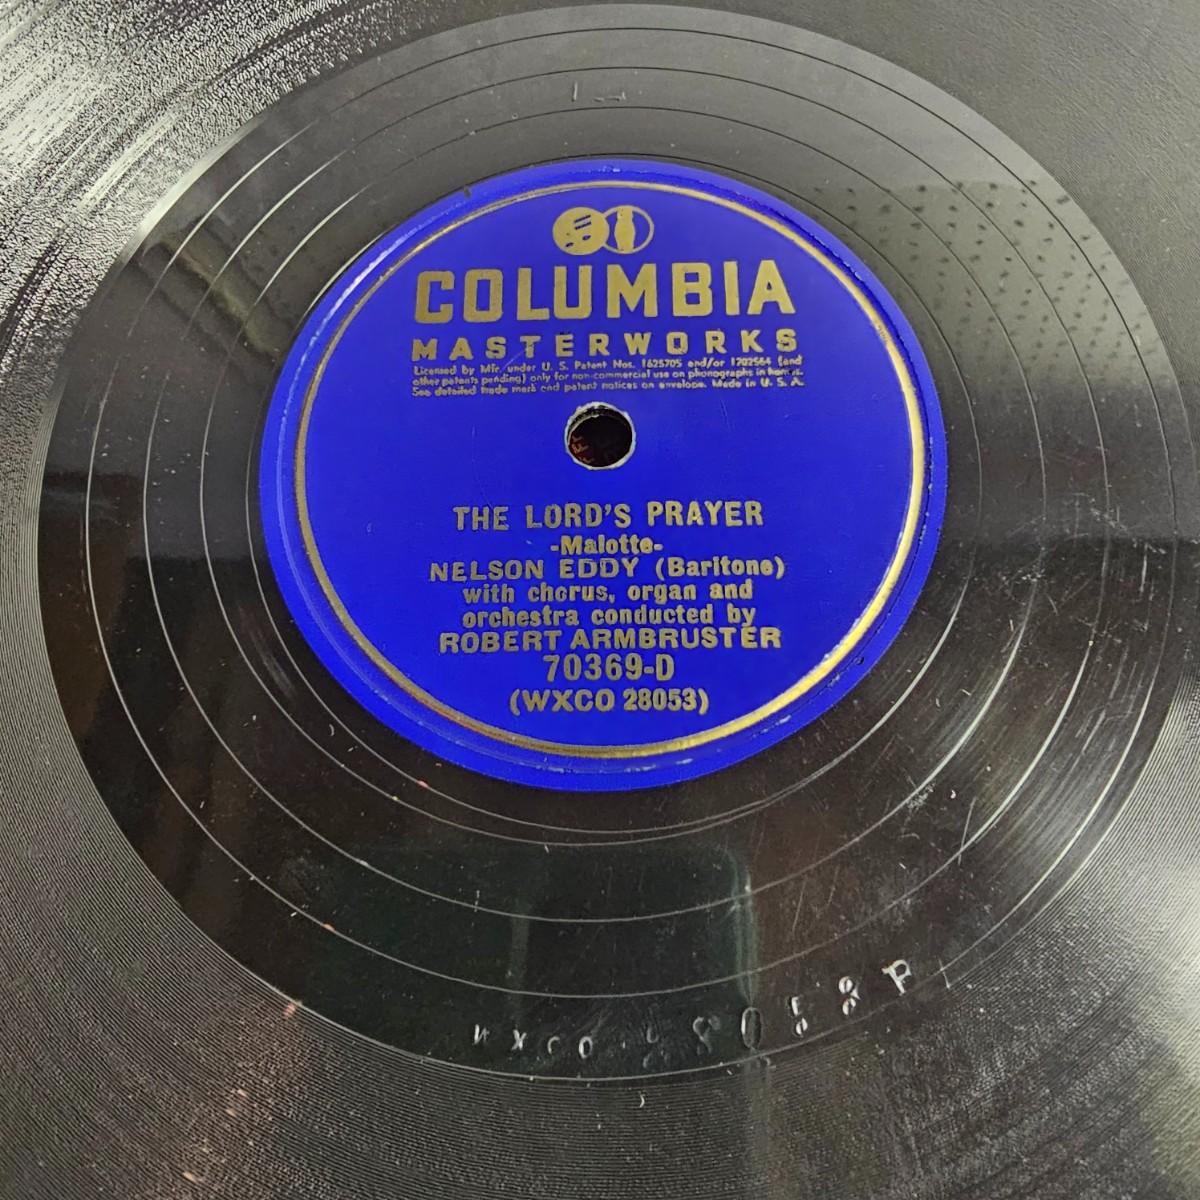 COLUMBIA
MASTERWORKS
Licensed by Mfr. under U. S. Patent Nos. 1625705 and/or 1702564 (and
other patents pending) only for non-commercial use on phonographs in homes.
See detailed trade mark and patent notices on envelope. Made in U. S. A.
THE LORD'S PRAYER
-Malotte-
NELSON EDDY (Baritone)
with chorus, organ and
orchestra conducted by
ROBERT ARMBRUSTER
70369-D
(WXCO 28053)
WXCO